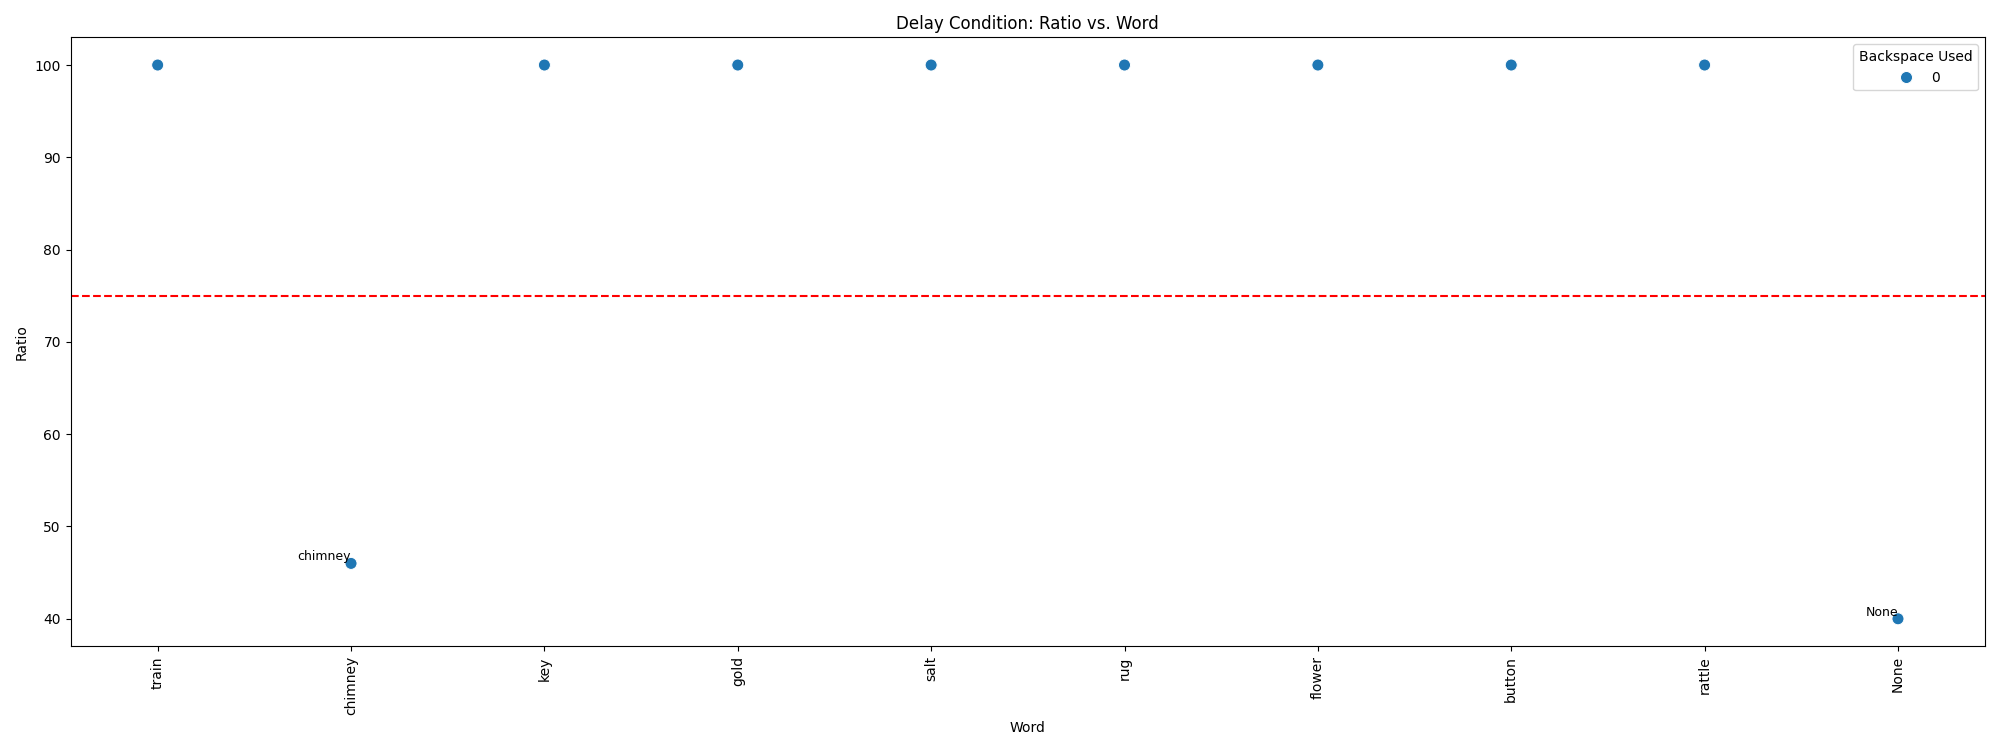 Delay Condition: Ratio vs. Word
Backspace Used
0
100
90
80
70
60
50
40
Ratio
chimney
None
train
chimney
key
gold
salt
rug
flower
button
rattle
None
Word